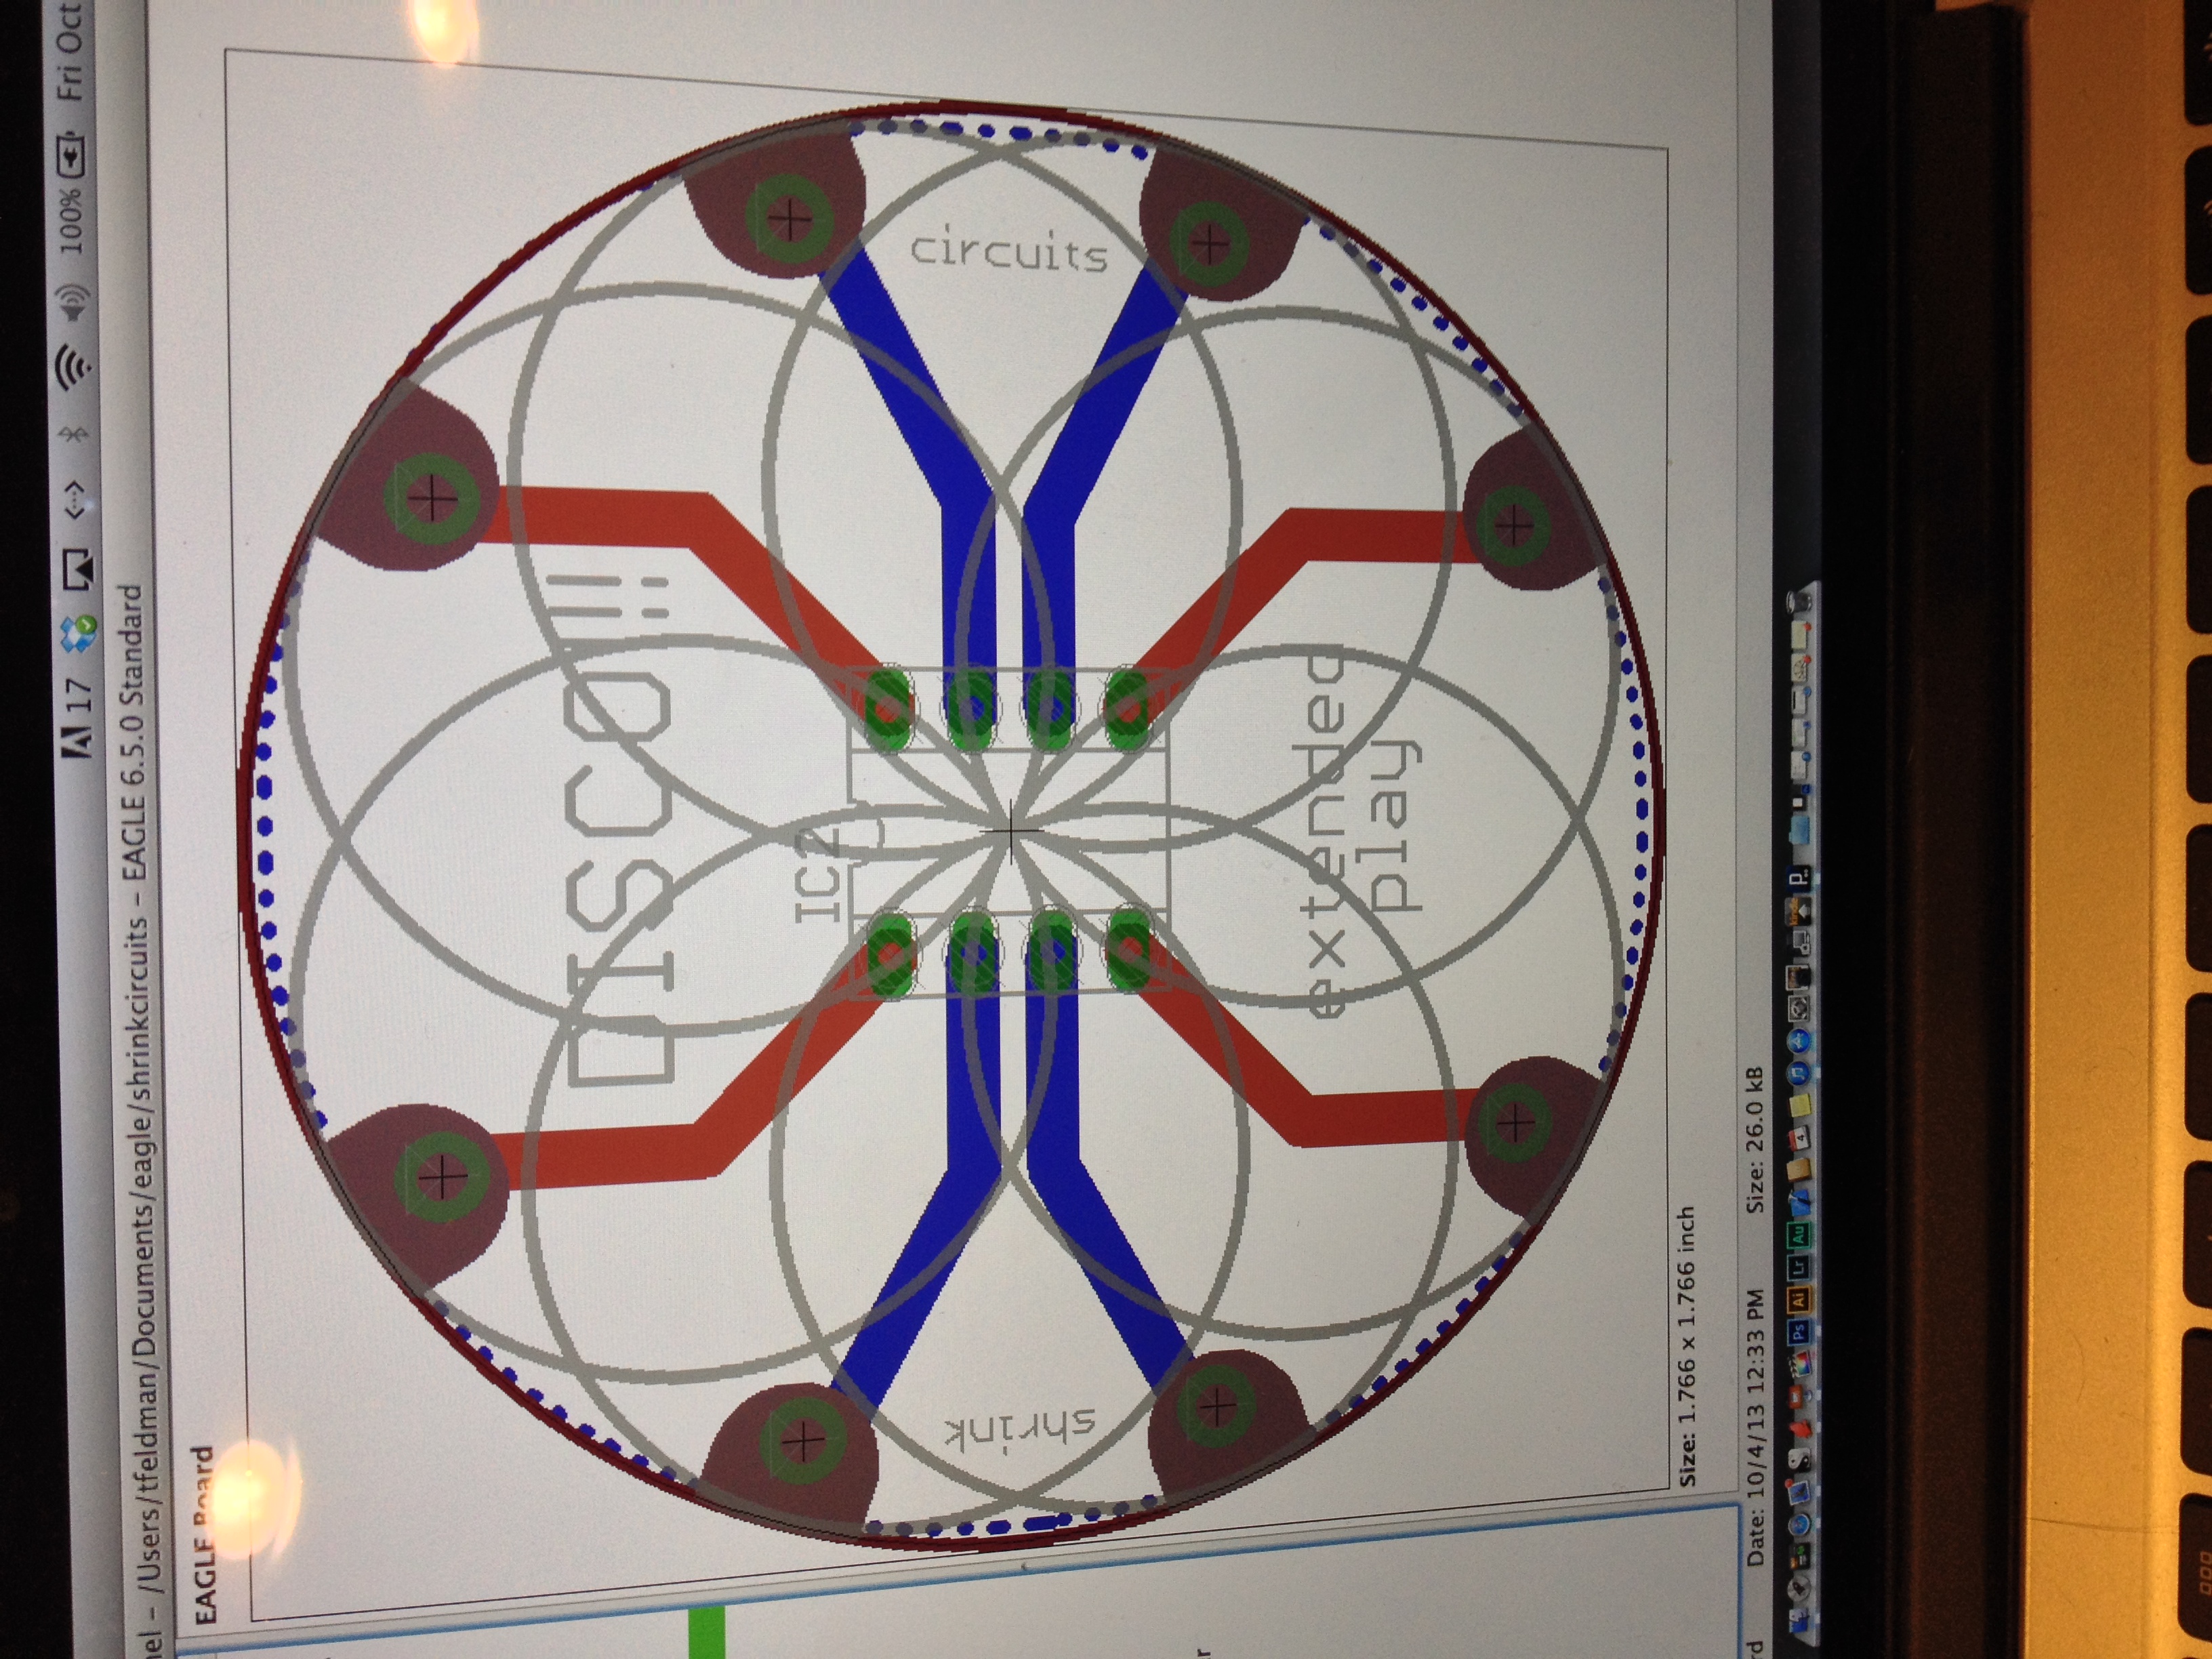 17 100% Fri Oct
nel – /Users/tfeldman/Documents/eagle/shrinkcircuits – EAGLE 6.5.0 Standard
EAGLE Board
DISCO!!
IC2
shrink
circuits
extended
play
r
Size: 1.766 x 1.766 inch
rd Date: 10/4/13 12:33 PM Size: 26.0 kB
Ps Ai Lr Au 4 kindle P